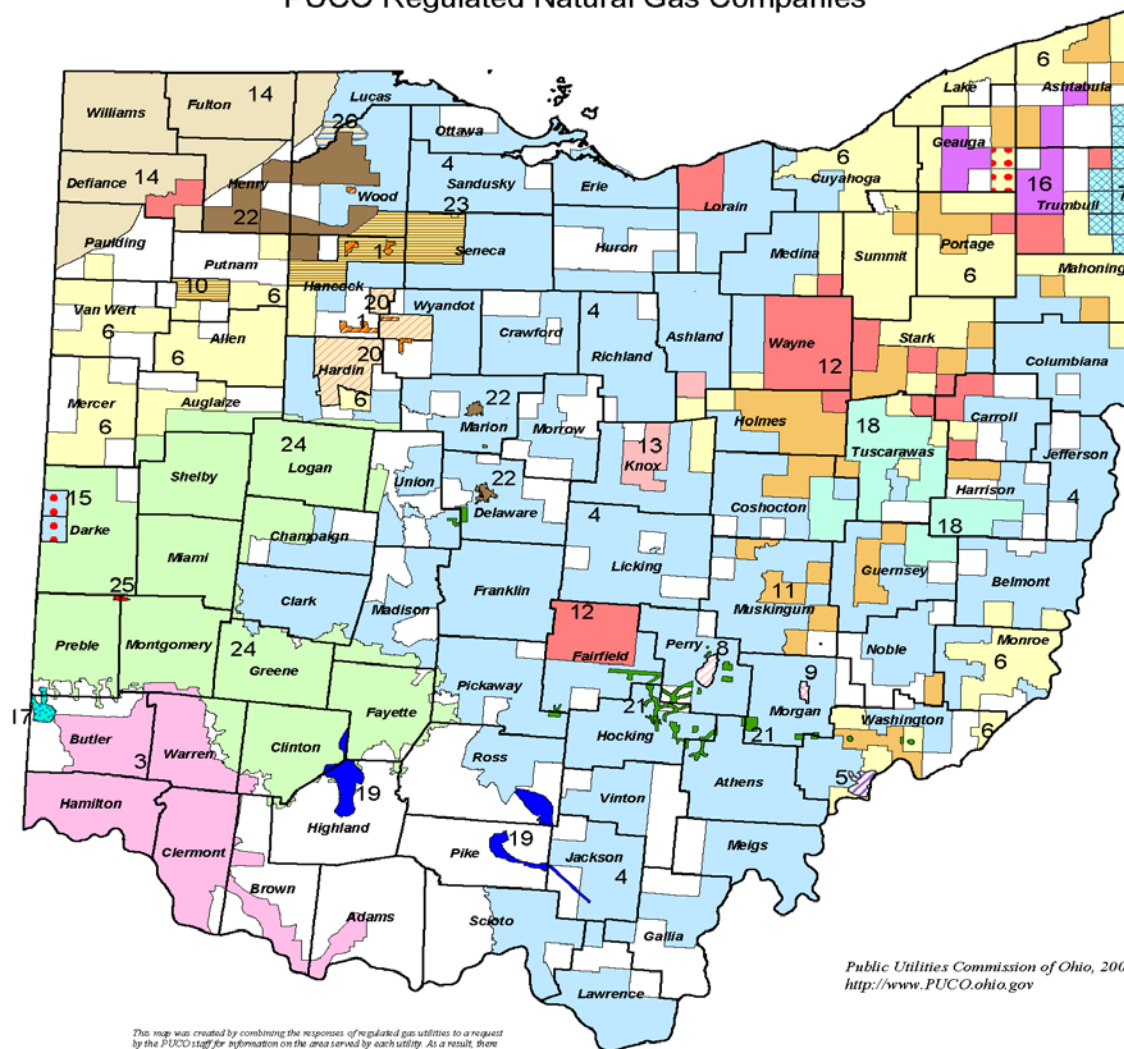 PUCO Regulated Natural Gas Companies
6
Lake
Ashtabula
Lucas
Williams
Fulton 14
26
Ottawa
Geauga
4
6
Cuyahoga
Defiance 14
Henry
Sandusky
Erie
16
Wood
Lorain
Trumbull
22
23
Paulding
Seneca
Huron
Medina
Summit
Portage
1
Putnam
6
Mahoning
10
6
Hancock
20
Wyandot
4
Van Wert
1
Crawford
Ashland
Stark
6
Allen
Richland
Wayne
12
Columbiana
6
20
Hardin
Mercer
Auglaize
6
22
6
Marion
Morrow
Holmes
18
Carroll
24
13
Jefferson
Logan
Knox
Tuscarawas
Shelby
Union
22
Harrison
15
Delaware
4
Coshocton
4
Darke
Champaign
18
Miami
Licking
Guernsey
Belmont
25
Clark
Franklin
11
Madison
12
Muskingum
Preble
Montgomery
24
Perry 8
Noble
Monroe
Greene
Fairfield
9
6
Pickaway
17
Fayette
21
Morgan
Washington
6
Butler
Clinton
Hocking
21
Warren
3
Ross
5
Athens
Hamilton
19
Vinton
Highland
19
Clermont
Pike
Jackson
Meigs
4
Brown
Adams
Scioto
Gallia
Lawrence
Public Utilities Commission of Ohio, 200
http://www.PUCO.ohio.gov
This map was created by combining the responses of regulated gas utilities to a request
by the PUCO staff for information on the area served by each utility. As a result, there